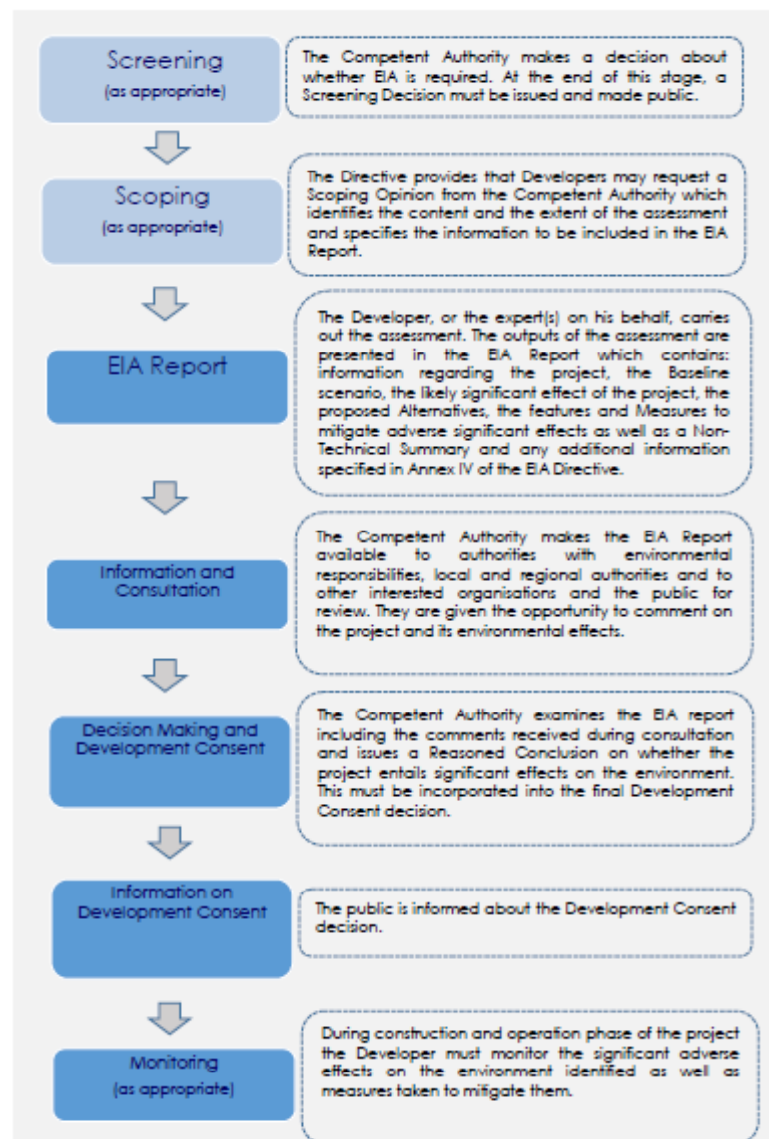 Screening
(as appropriate)
The Competent Authority makes a decision about
whether EIA is required. At the end of this stage, a
Screening Decision must be issued and made public.
Scoping
(as appropriate)
The Directive provides that Developers may request a
Scoping Opinion from the Competent Authority which
identifies the content and the extent of the assessment
and specifies the information to be included in the EIA
Report.
EIA Report
The Developer, or the expert(s) on his behalf, carries
out the assessment. The outputs of the assessment are
presented in the EIA Report which contains:
information regarding the project, the Baseline
scenario, the likely significant effect of the project, the
proposed Alternatives, the features and Measures to
mitigate adverse significant effects as well as a Non-
Technical Summary and any additional information
specified in Annex IV of the EIA Directive.
Information and
Consultation
The Competent Authority makes the EIA Report
available to authorities with environmental
responsibilities, local and regional authorities and to
other interested organisations and the public for
review. They are given the opportunity to comment on
the project and its environmental effects.
Decision Making and
Development Consent
The Competent Authority examines the EIA report
including the comments received during consultation
and issues a Reasoned Conclusion on whether the
project entails significant effects on the environment.
This must be incorporated into the final Development
Consent decision.
Information on
Development Consent
The public is informed about the Development Consent
decision.
Monitoring
(as appropriate)
During construction and operation phase of the project
the Developer must monitor the significant adverse
effects on the environment identified as well as
measures taken to mitigate them.